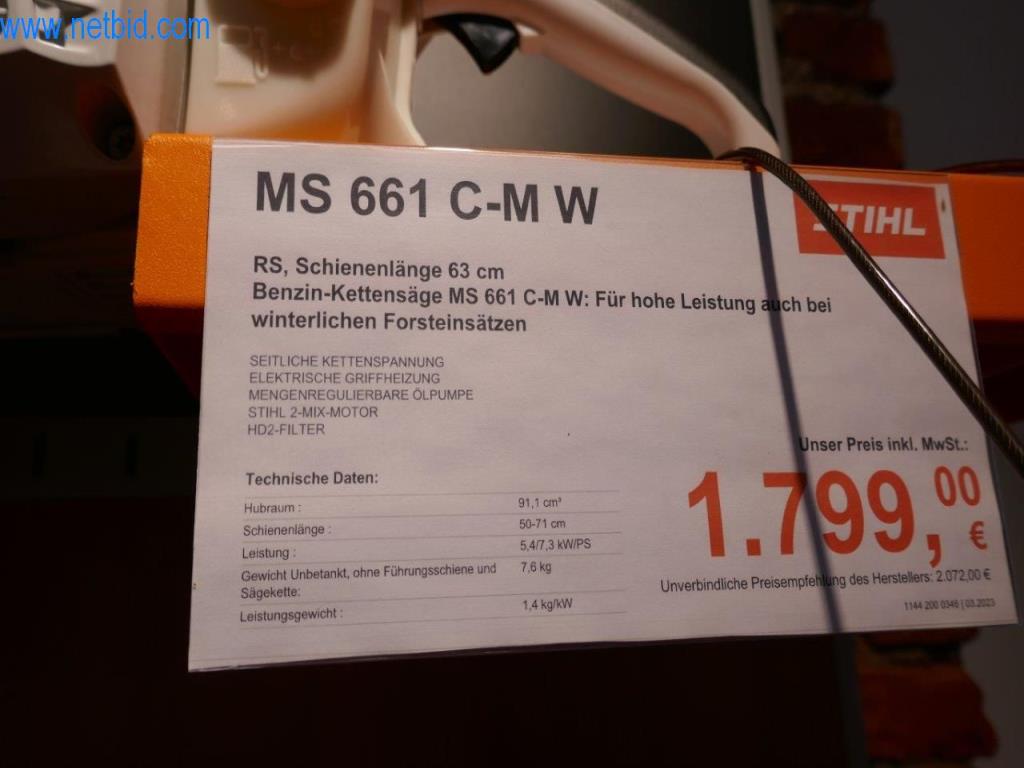 www.netbid.com
MS 661 C-M W
STIHL
RS, Schienenlänge 63 cm
Benzin-Kettensäge MS 661 C-M W: Für hohe Leistung auch bei
winterlichen Forsteinsätzen
SEITLICHE KETTENSPANNUNG
ELEKTRISCHE GRIFFHEIZUNG
MENGENREGULIERBARE ÖLPUMPE
STIHL 2-MIX-MOTOR
HD2-FILTER
Technische Daten:
Hubraum : 91,1 cm³
Schienenlänge : 50-71 cm
Leistung : 5,4/7,3 kW/PS
Gewicht Unbetankt, ohne Führungsschiene und 7,6 kg
Sägekette:
Leistungsgewicht : 1,4 kg/kW
Unser Preis inkl. MwSt.:
1.799,00 €
Unverbindliche Preisempfehlung des Herstellers: 2.072,00 €
1144 200 0346 | 03.2023